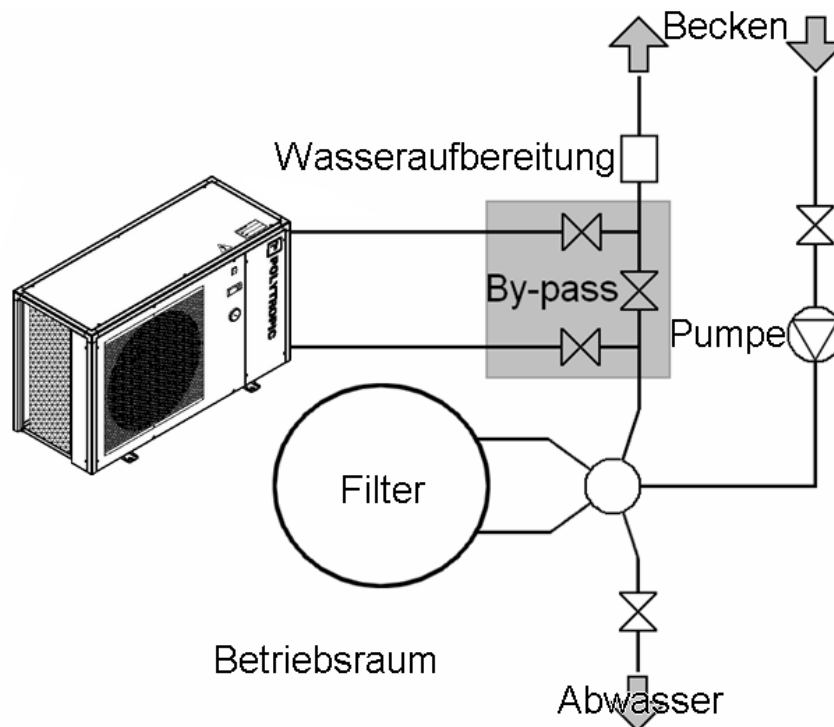 Becken
Wasseraufbereitung
By-pass
POLYTROPIC
Pumpe
Filter
Betriebsraum
Abwasser